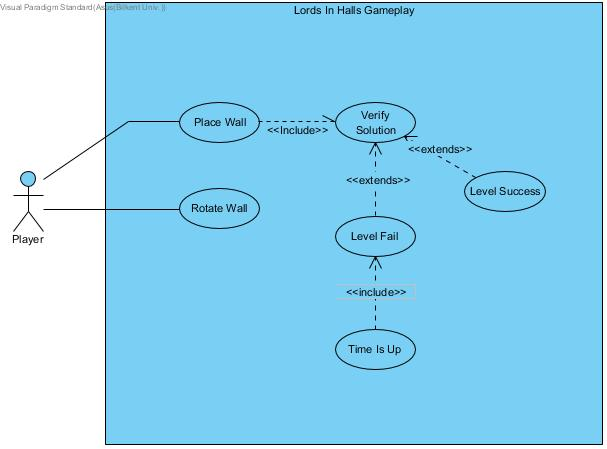 Visual Paradigm Standard(Asus(Bilkent Univ.))
Lords In Halls Gameplay
Place Wall
<<Include>>
Verify
Solution
<<extends>>
Level Success
<<extends>>
Rotate Wall
Player
Level Fail
<<include>>
Time Is Up